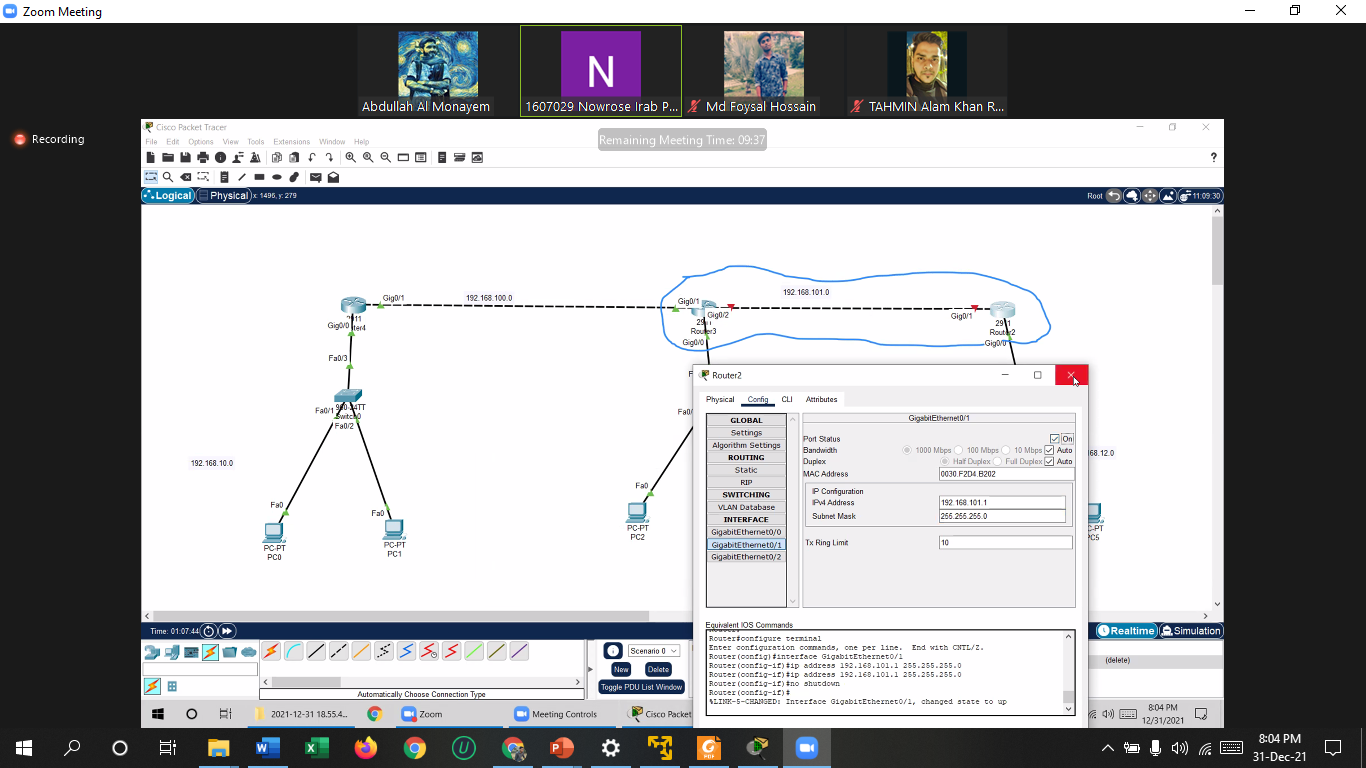 Zoom Meeting
Abdullah Al Monayem
1607029 Nowrose Irab P...
Md Foysal Hossain
TAHMIN Alam Khan R...
Recording
Cisco Packet Tracer
Remaining Meeting Time: 09:37
File Edit Options View Tools Extensions Window Help
?
Logical
Physical
x: 1496, y: 279
Root
11:09:30
192.168.101.0
Gig0/1
192.168.100.0
Gig0/1
Gig0/2
Gig0/1
2911
Gig0/0
Router3
Router2
Gig0/0
Gig0/0
Fa0/3
Fa0/1
Switch0
Fa0/2
192.168.10.0
Fa0
Fa0
PC-PT
PC0
PC-PT
PC1
Fa0
PC-PT
PC2
PC5
Router2
Physical Config CLI Attributes
GLOBAL
Settings
Algorithm Settings
ROUTING
Static
RIP
SWITCHING
VLAN Database
INTERFACE
GigabitEthernet0/0
GigabitEthernet0/1
GigabitEthernet0/2
GigabitEthernet0/1
Port Status On
Bandwidth 1000 Mbps 100 Mbps 10 Mbps Auto
Duplex Half Duplex Full Duplex Auto
MAC Address 0030.F2D4.B202
IP Configuration
IPv4 Address 192.168.101.1
Subnet Mask 255.255.255.0
Tx Ring Limit 10
Equivalent IOS Commands
Router#configure terminal
Enter configuration commands, one per line. End with CNTL/Z.
Router(config)#interface GigabitEthernet0/1
Router(config-if)#ip address 192.168.101.1 255.255.255.0
Router(config-if)#ip address 192.168.101.1 255.255.255.0
Router(config-if)#no shutdown
Router(config-if)#
%LINK-5-CHANGED: Interface GigabitEthernet0/1, changed state to up
Time: 01:07:44
Realtime
Simulation
Scenario 0
New
Delete
Toggle PDU List Window
(delete)
Automatically Choose Connection Type
2021-12-31 18.55.4...
Zoom
Meeting Controls
Cisco Packet
8:04 PM
12/31/2021
8:04 PM
31-Dec-21